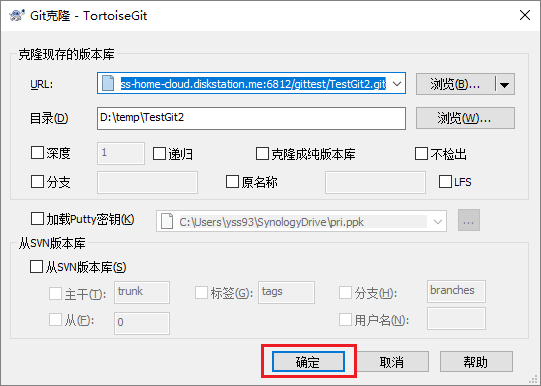 Git克隆 - TortoiseGit
克隆现存的版本库
URL: ss-home-cloud.diskstation.me:6812/gittest/TestGit2.git 浏览(B)...
目录(D) D:\temp\TestGit2 浏览(W)...
深度 1 递归 克隆成纯版本库 不检出
分支 原名称 LFS
加载Putty密钥(K) C:\Users\yss93\SynologyDrive\pri.ppk ...
从SVN版本库
从SVN版本库(S)
主干(T): trunk 标签(G): tags 分支(H): branches
从(F): 0 用户名(N):
确定 取消 帮助